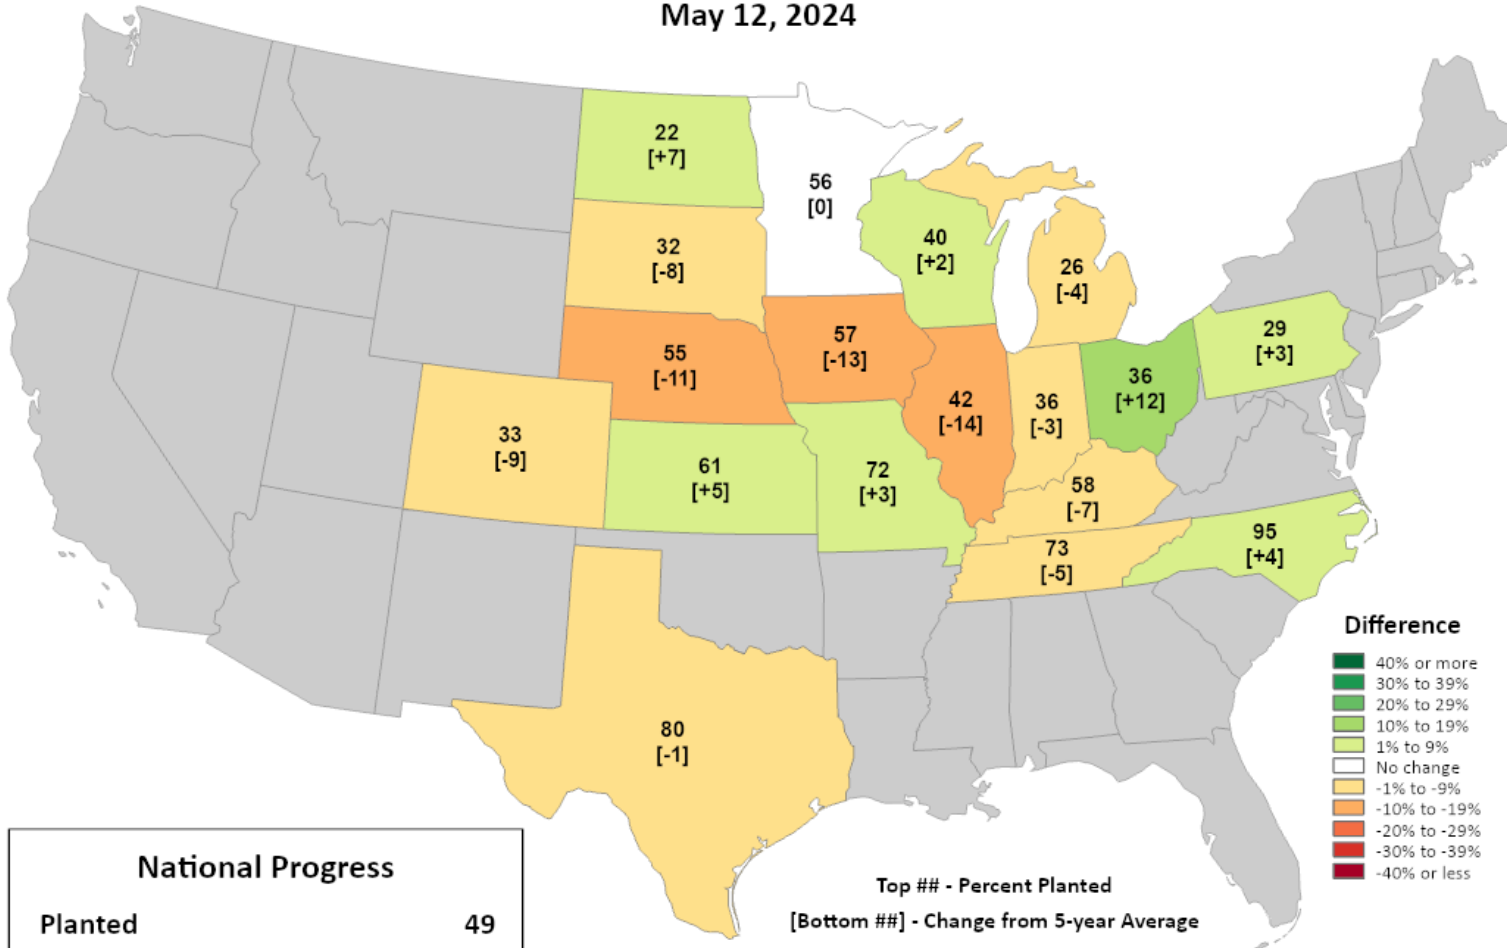 May 12, 2024
22
[+7]
56
[0]
32
[-8]
40
[+2]
26
[-4]
55
[-11]
57
[-13]
42
[-14]
36
[-3]
36
[+12]
29
[+3]
33
[-9]
61
[+5]
72
[+3]
58
[-7]
73
[-5]
95
[+4]
80
[-1]
Difference
40% or more
30% to 39%
20% to 29%
10% to 19%
1% to 9%
No change
-1% to -9%
-10% to -19%
-20% to -29%
-30% to -39%
-40% or less
National Progress
Planted 49
Top ## - Percent Planted
[Bottom ##] - Change from 5-year Average